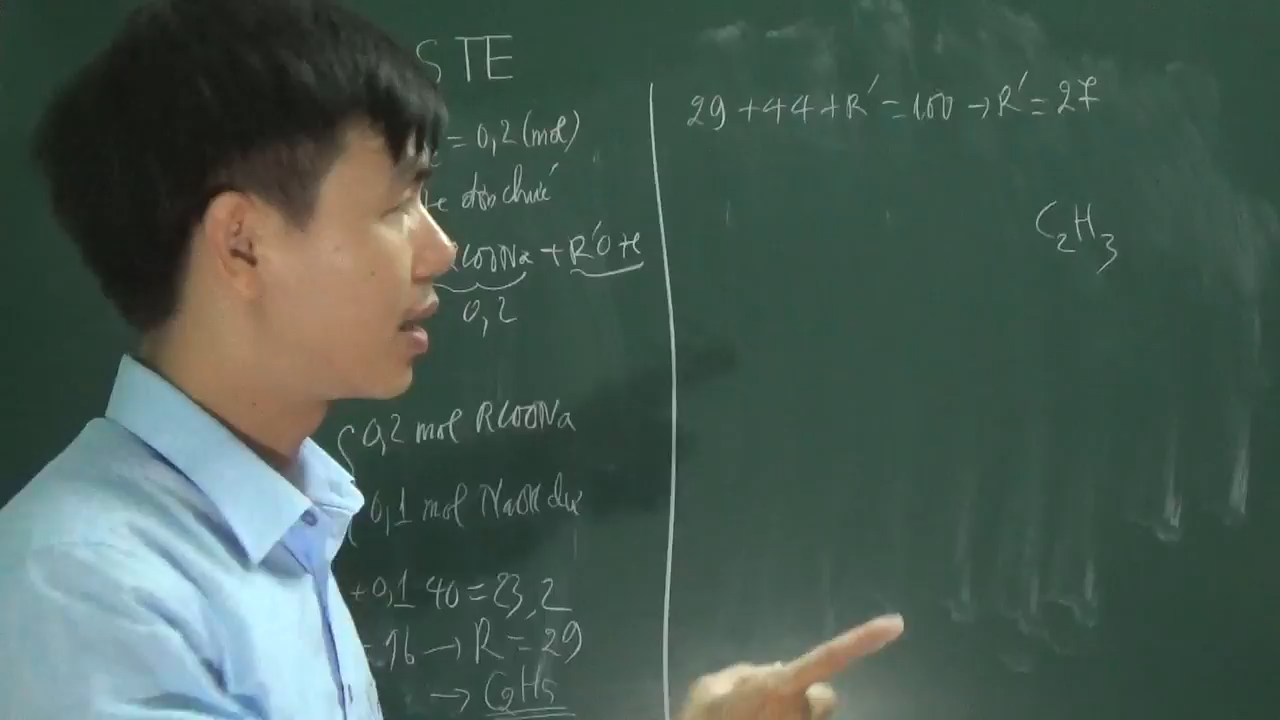 STE
= 0,2 (mol)
đơn chức
RCOONa + R'OH
0,2
0,2 mol RCOONa
0,1 mol NaOH dư
+ 0,1 40 = 23,2
= 96 → R = 29
→ C2H5
29 + 44 + R' = 100 → R' = 27
C2H3